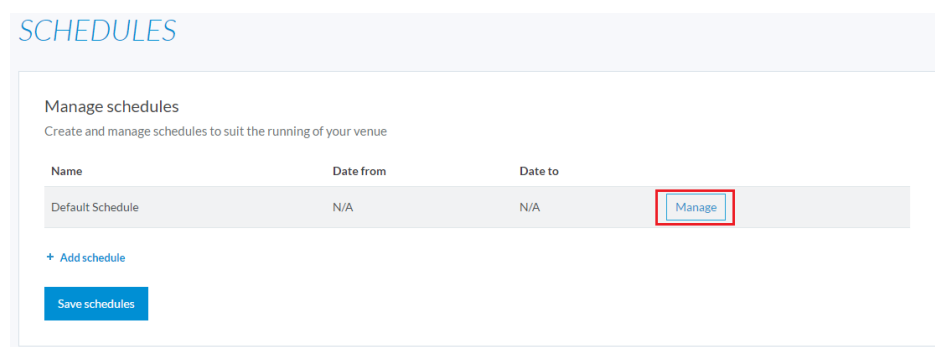 SCHEDULES
Manage schedules
Create and manage schedules to suit the running of your venue
Name Date from Date to
Default Schedule N/A N/A Manage
+ Add schedule
Save schedules